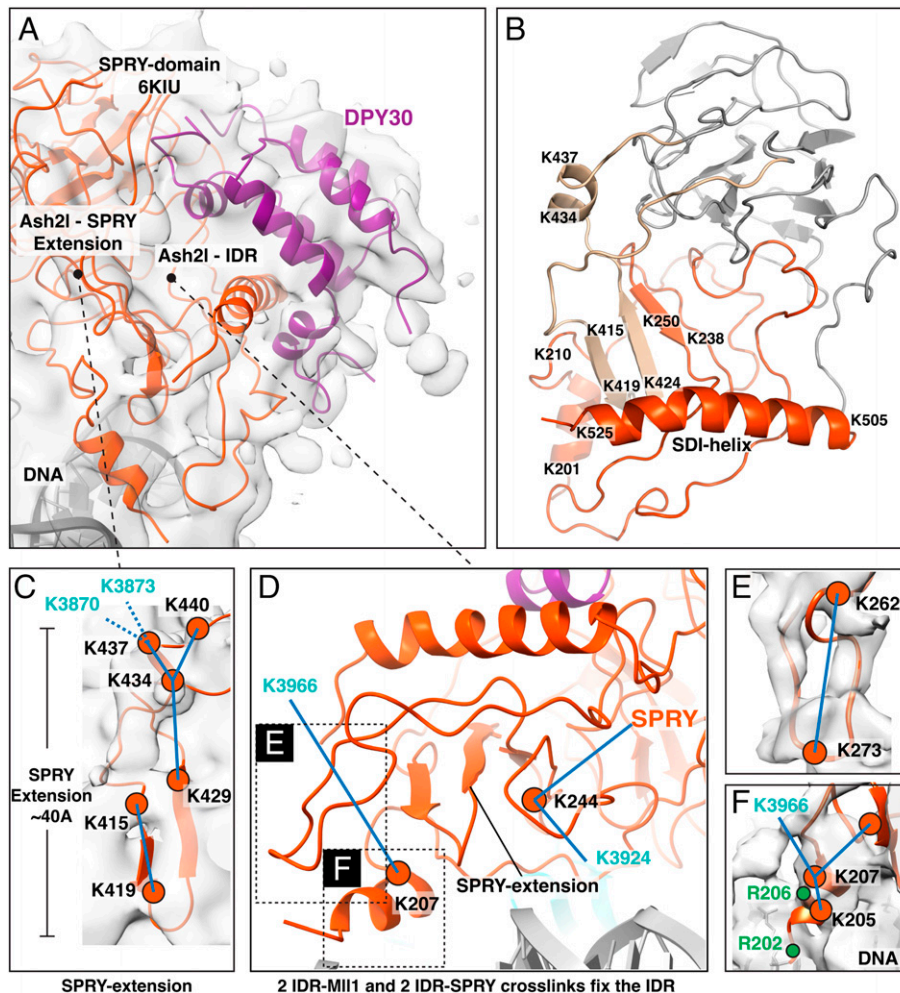 A
SPRY-domain
6KIU
DPY30
Ash2l - SPRY
Extension
Ash2l - IDR
DNA
B
K437
K434
K250
K415
K238
K210
K419
K424
K525
K505
SDI-helix
K201
C
K3873
K3870
K440
K437
K434
SPRY
Extension
~40A
K429
K415
K419
SPRY-extension
D
K3966
SPRY
E
K244
K3924
F
SPRY-extension
K207
2 IDR-Mll1 and 2 IDR-SPRY crosslinks fix the IDR
E
K262
K273
F
K3966
K207
R206
K205
R202
DNA